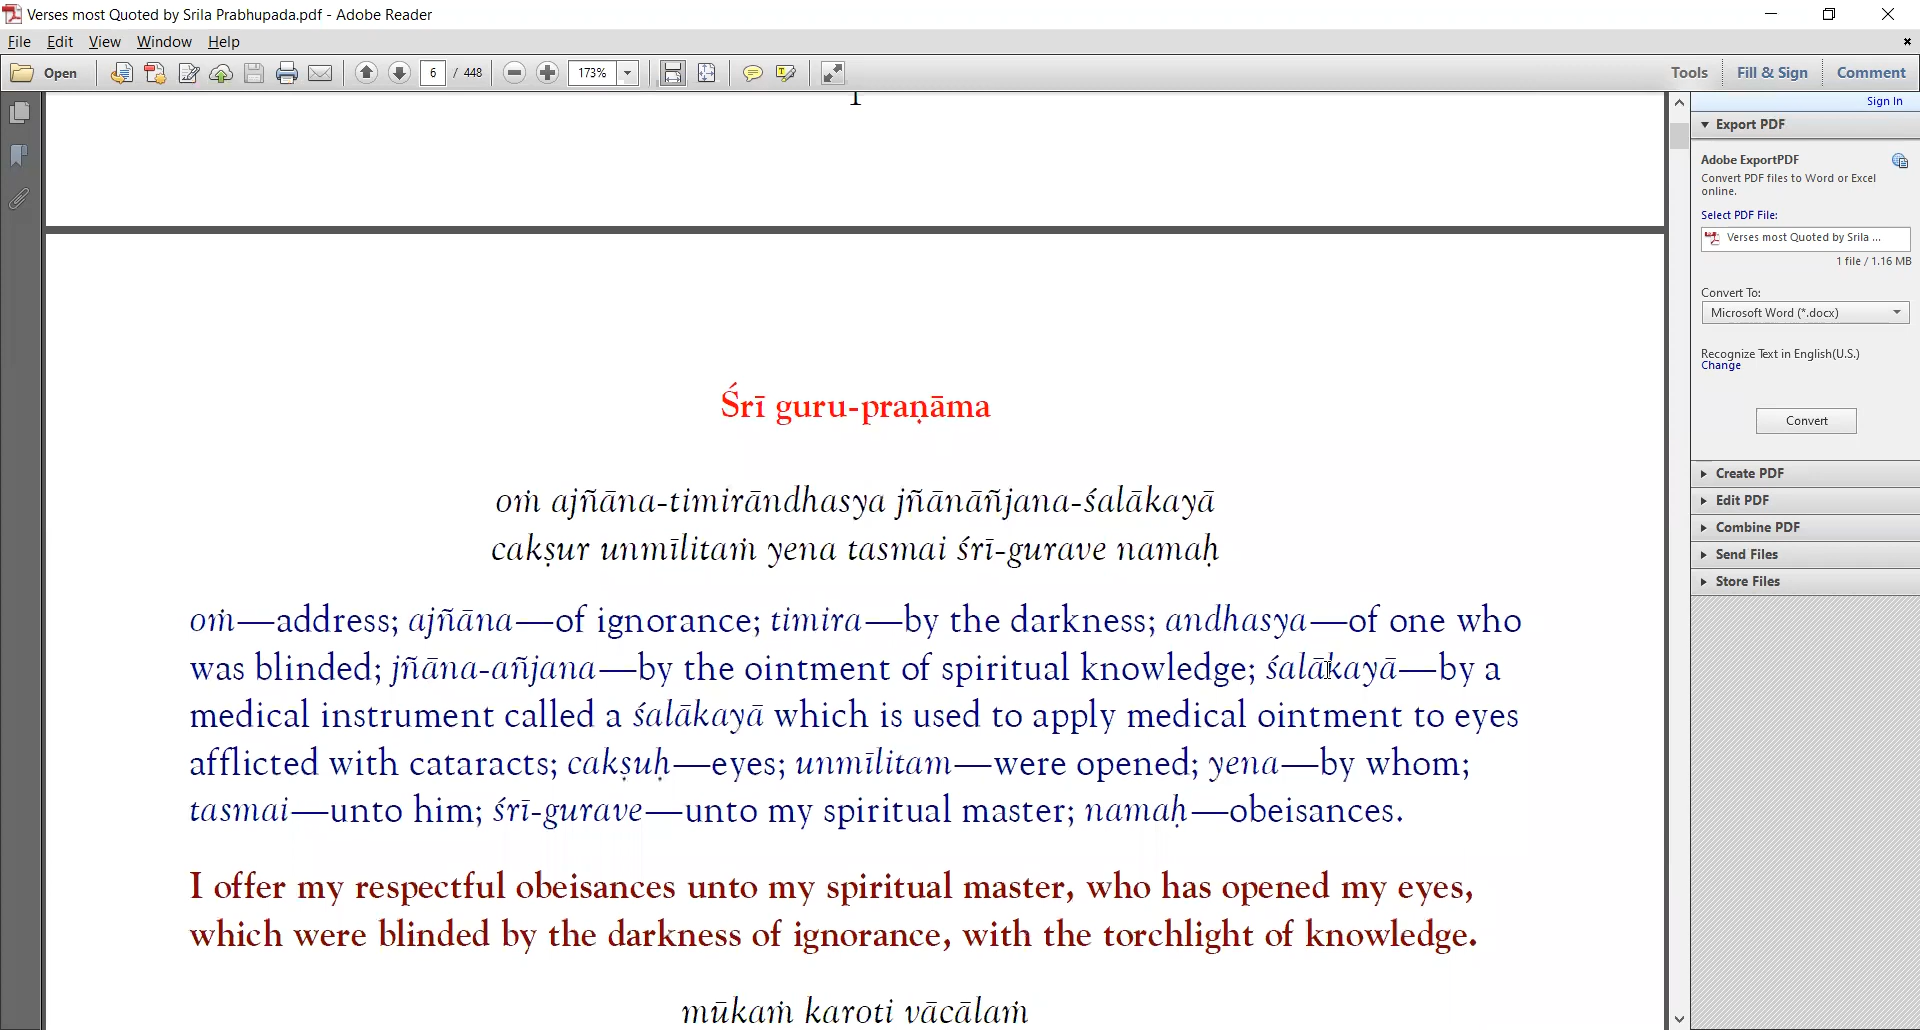 Verses most Quoted by Srila Prabhupada.pdf - Adobe Reader
File Edit View Window Help
Open 6 / 448 173% Tools Fill & Sign Comment
1
Śrī guru-praṇāma
oṁ ajñāna-timirāndhasya jñānāñjana-śalākayā
cakṣur unmīlitaṁ yena tasmai śrī-gurave namaḥ
oṁ—address; ajñāna—of ignorance; timira—by the darkness; andhasya—of one who
was blinded; jñāna-añjana—by the ointment of spiritual knowledge; śalākayā—by a
medical instrument called a śalākayā which is used to apply medical ointment to eyes
afflicted with cataracts; cakṣuḥ—eyes; unmīlitam—were opened; yena—by whom;
tasmai—unto him; śrī-gurave—unto my spiritual master; namaḥ—obeisances.
I offer my respectful obeisances unto my spiritual master, who has opened my eyes,
which were blinded by the darkness of ignorance, with the torchlight of knowledge.
mūkaṁ karoti vācālaṁ
Sign In
Export PDF
Adobe ExportPDF
Convert PDF files to Word or Excel
online.
Select PDF File:
Verses most Quoted by Srila ...
1 file / 1.16 MB
Convert To:
Microsoft Word (*.docx)
Recognize Text in English(U.S.)
Change
Convert
Create PDF
Edit PDF
Combine PDF
Send Files
Store Files